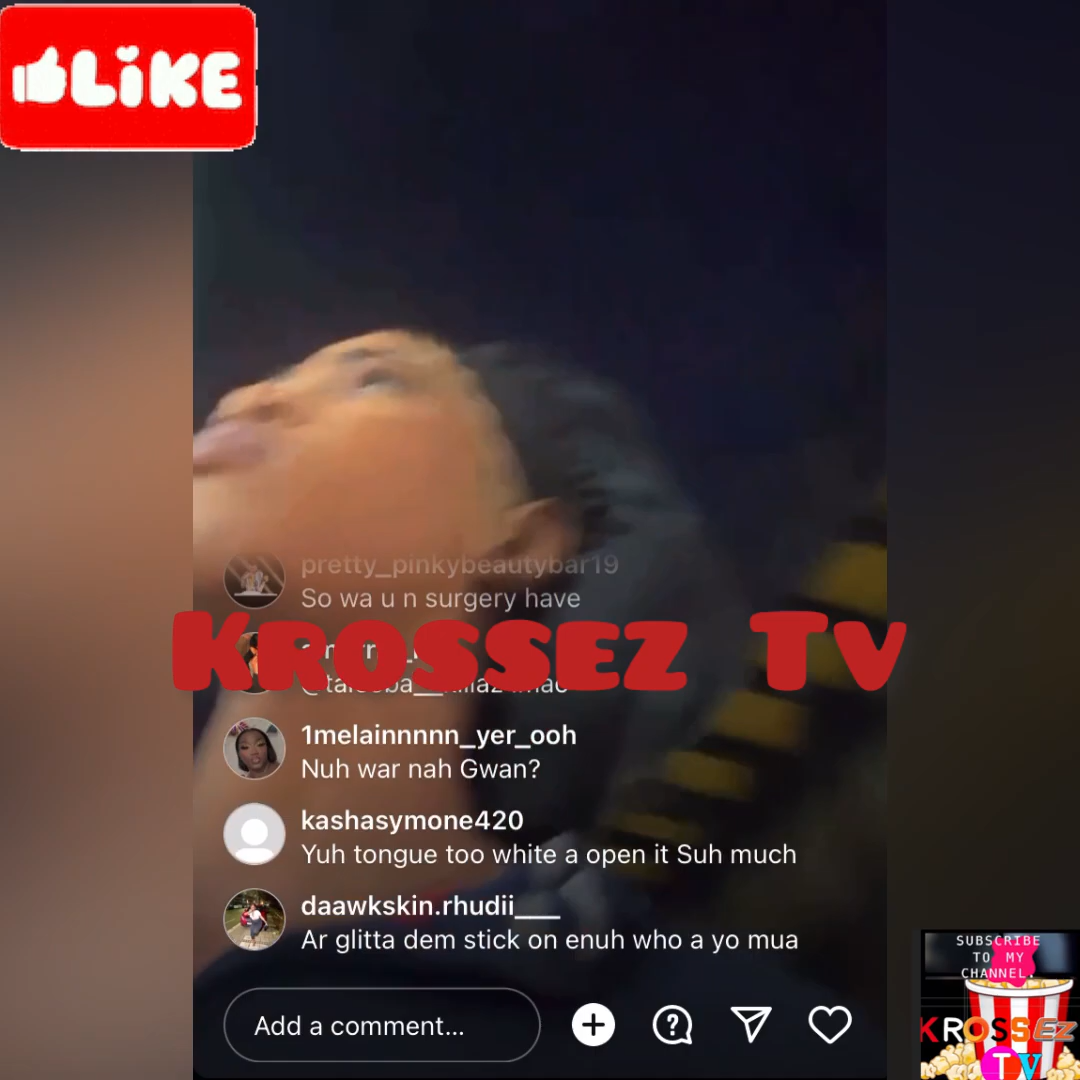 LiKE
pretty_pinkybeautybar19
So wa u n surgery have
KROSSEZ TV
1melainnnnn_yer_ooh
Nuh war nah Gwan?
kashasymone420
Yuh tongue too white a open it Suh much
daawkskin.rhudii___
Ar glitta dem stick on enuh who a yo mua
Add a comment...
SUBSCRIBE
TO MY
CHANNEL.
KROSSEZ
TV